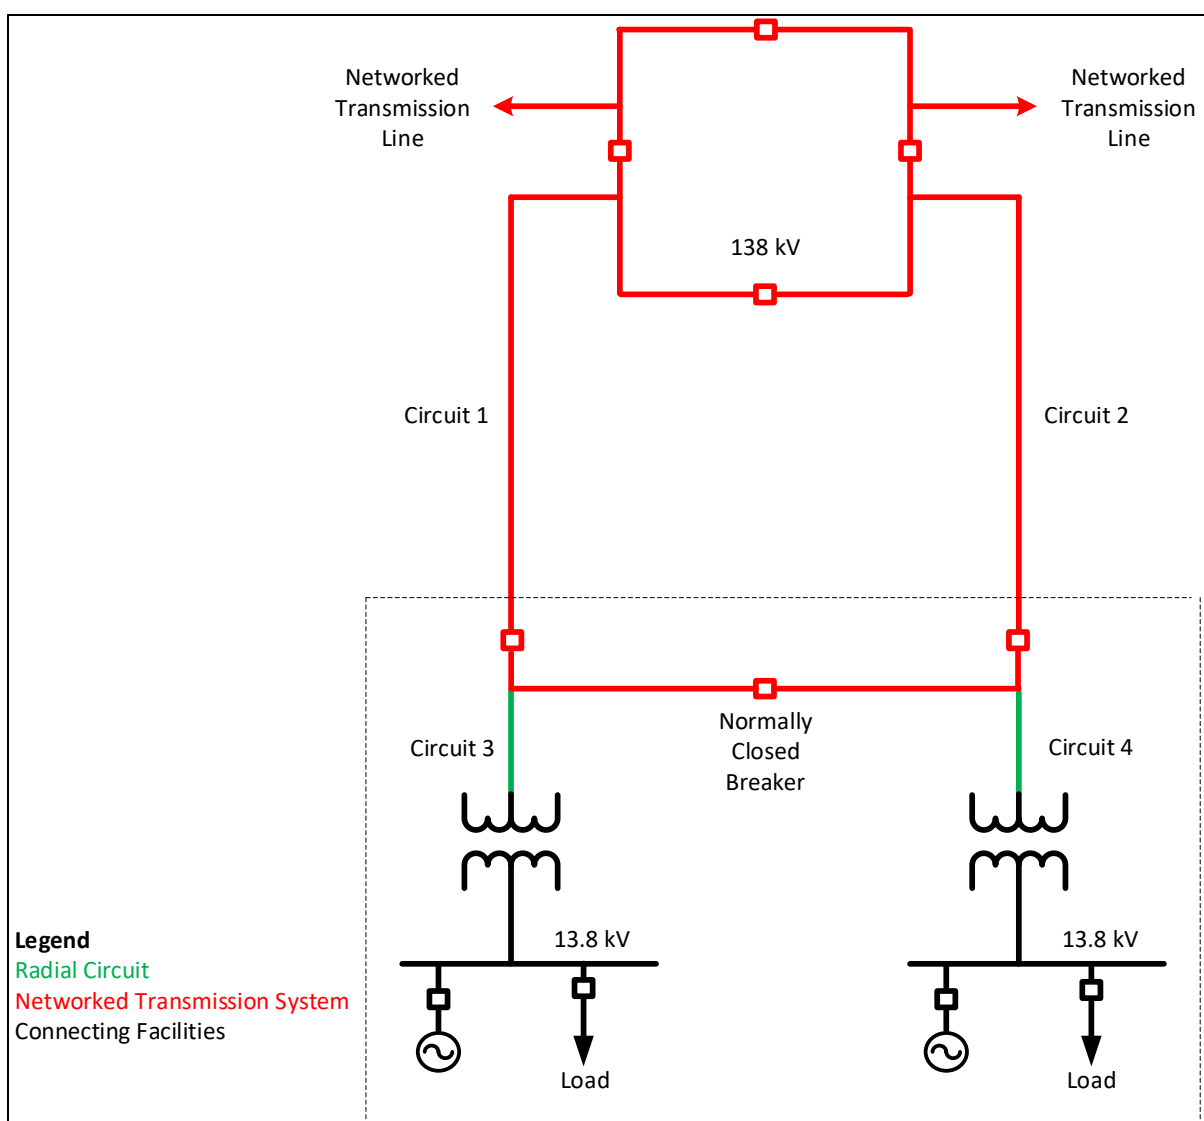 Networked
Transmission
Line
Networked
Transmission
Line
138 kV
Circuit 1
Circuit 2
Normally
Closed
Breaker
Circuit 3
Circuit 4
13.8 kV
13.8 kV
Legend
Radial Circuit
Networked Transmission System
Connecting Facilities
Load
Load